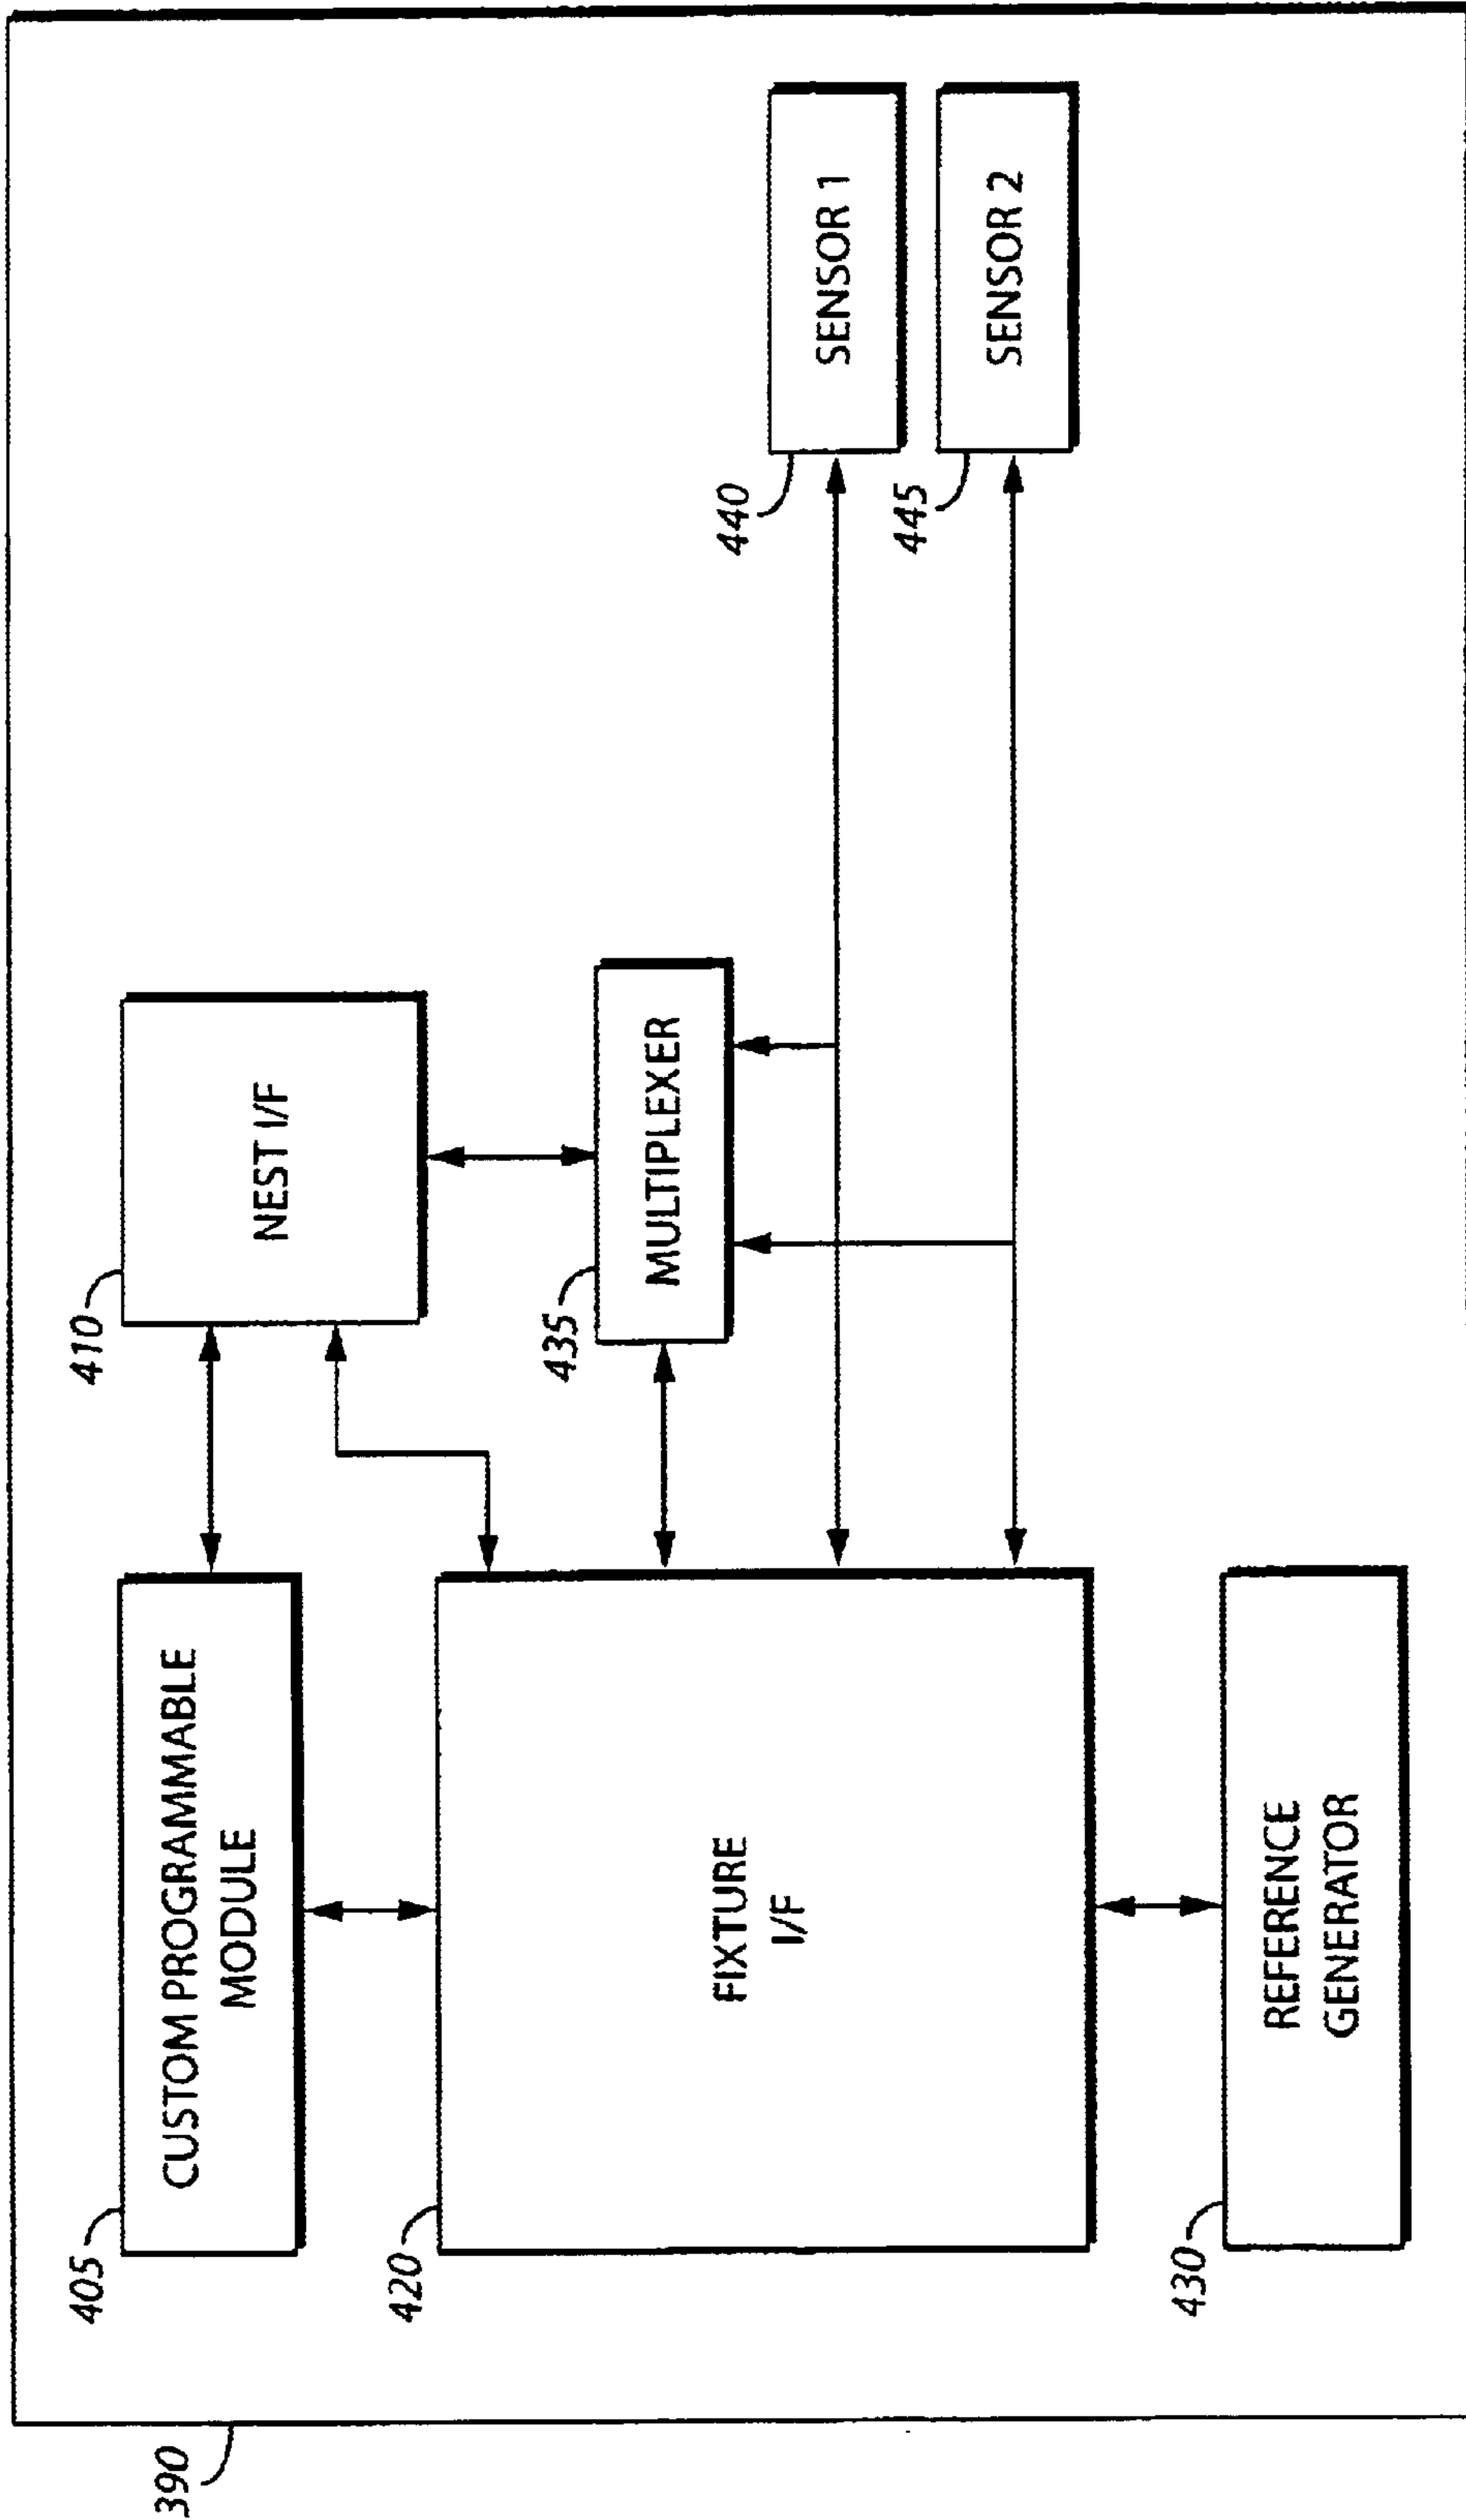 390
405
CUSTOM PROGRAMMABLE
MODULE
410
NEST I/F
420
FIXTURE
I/F
435
MULTIPLEXER
440
SENSOR 1
445
SENSOR 2
430
REFERENCE
GENERATOR